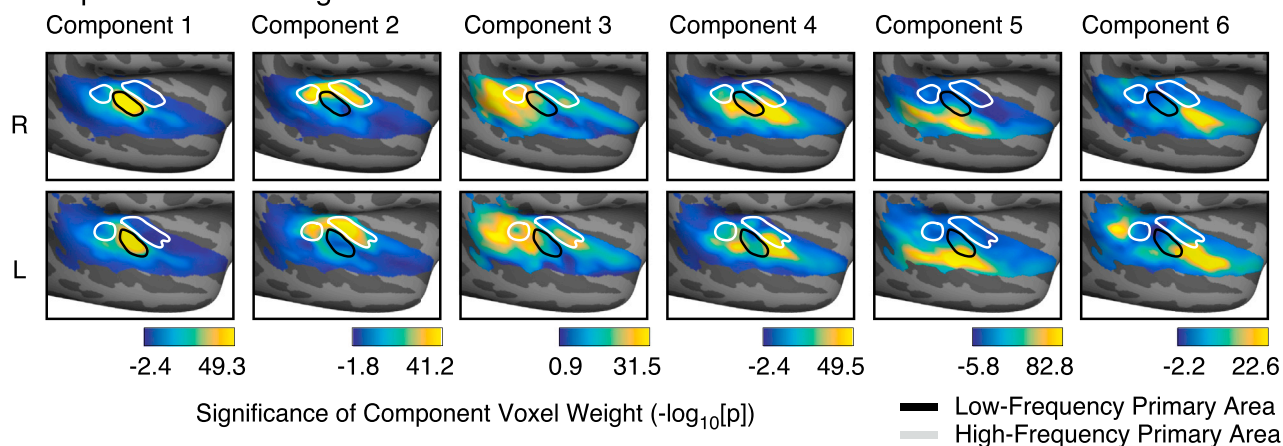 Component 1 Component 2 Component 3 Component 4 Component 5 Component 6
R
L
-2.4 49.3 -1.8 41.2 0.9 31.5 -2.4 49.5 -5.8 82.8 -2.2 22.6
Significance of Component Voxel Weight (-log10[p])
Low-Frequency Primary Area
High-Frequency Primary Area